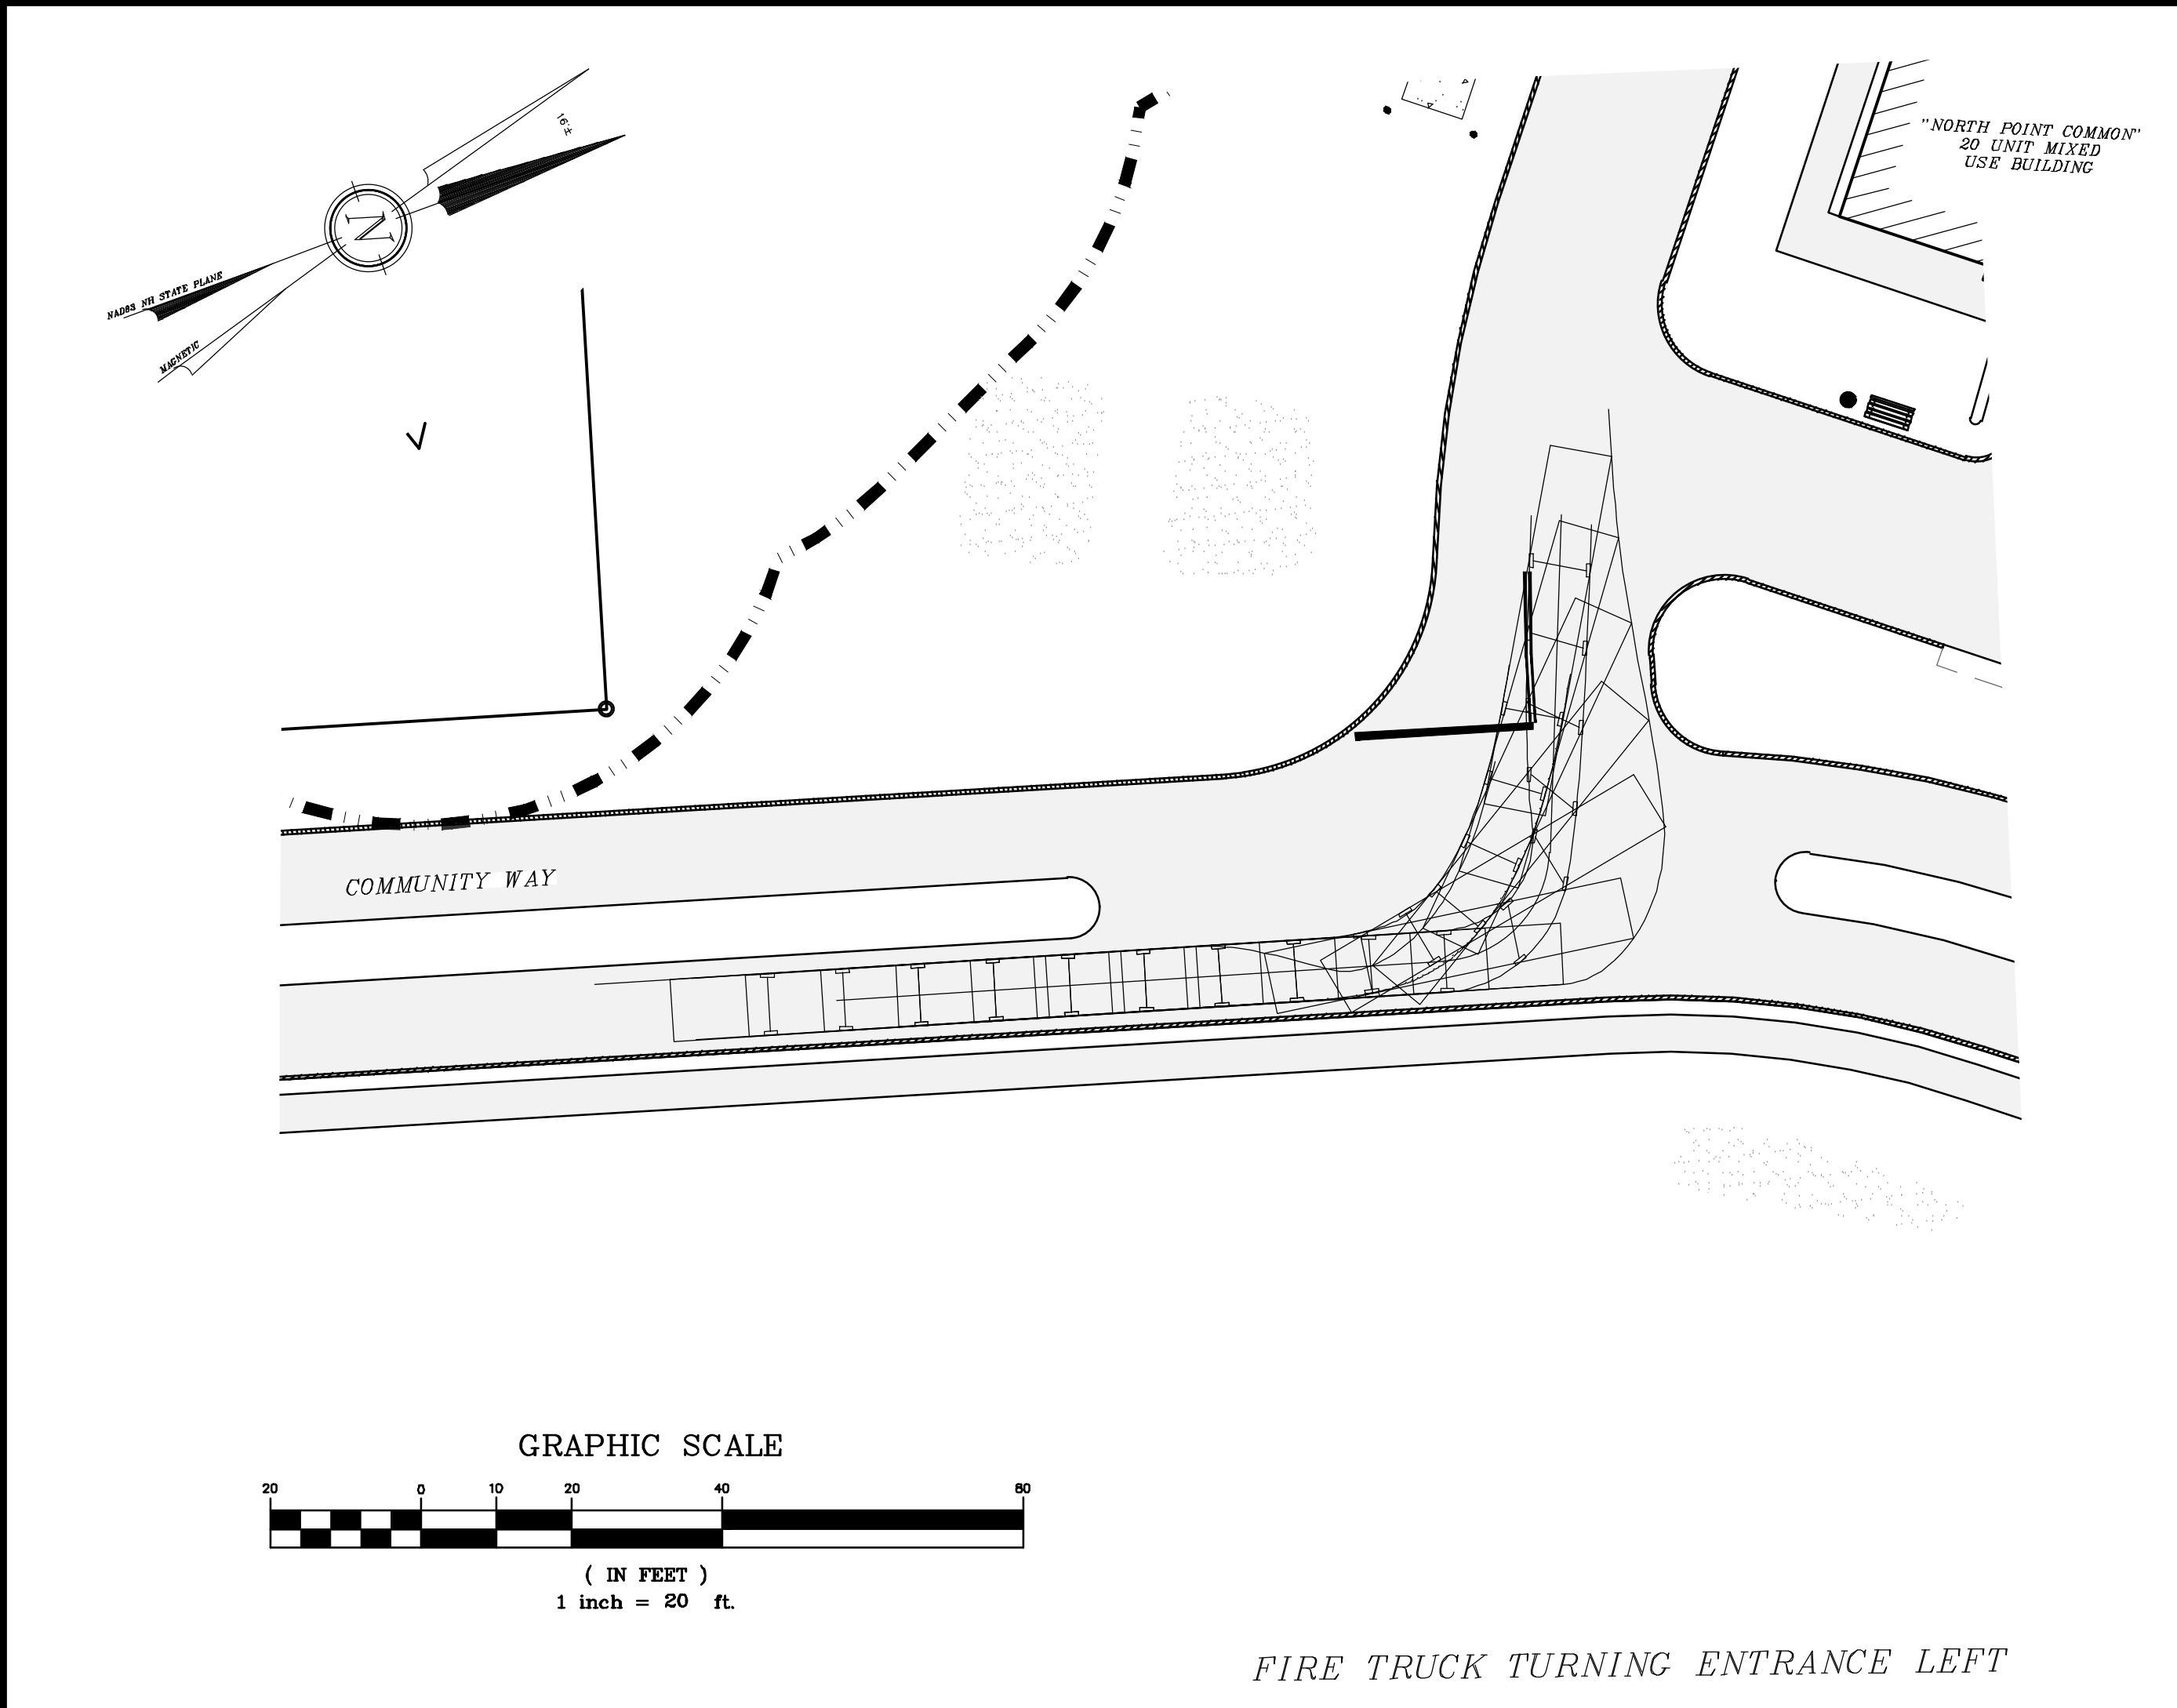 16°±
N
NAD83 NH STATE PLANE
MAGNETIC
"NORTH POINT COMMON"
20 UNIT MIXED
USE BUILDING
COMMUNITY WAY
GRAPHIC SCALE
20 0 10 20 40 80
( IN FEET )
1 inch = 20 ft.
FIRE TRUCK TURNING ENTRANCE LEFT